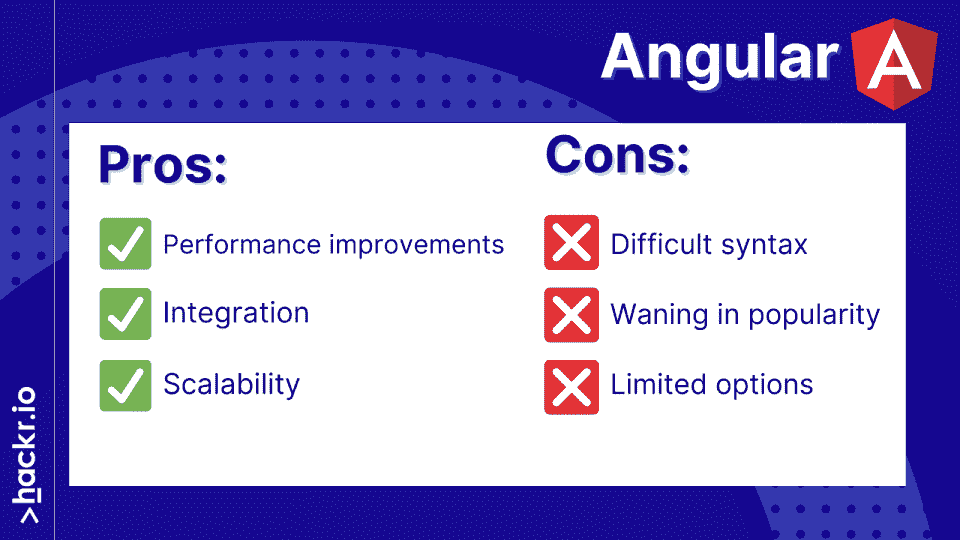 Angular
Pros:
Performance improvements
Integration
Scalability
Cons:
Difficult syntax
Waning in popularity
Limited options
>hackr.io